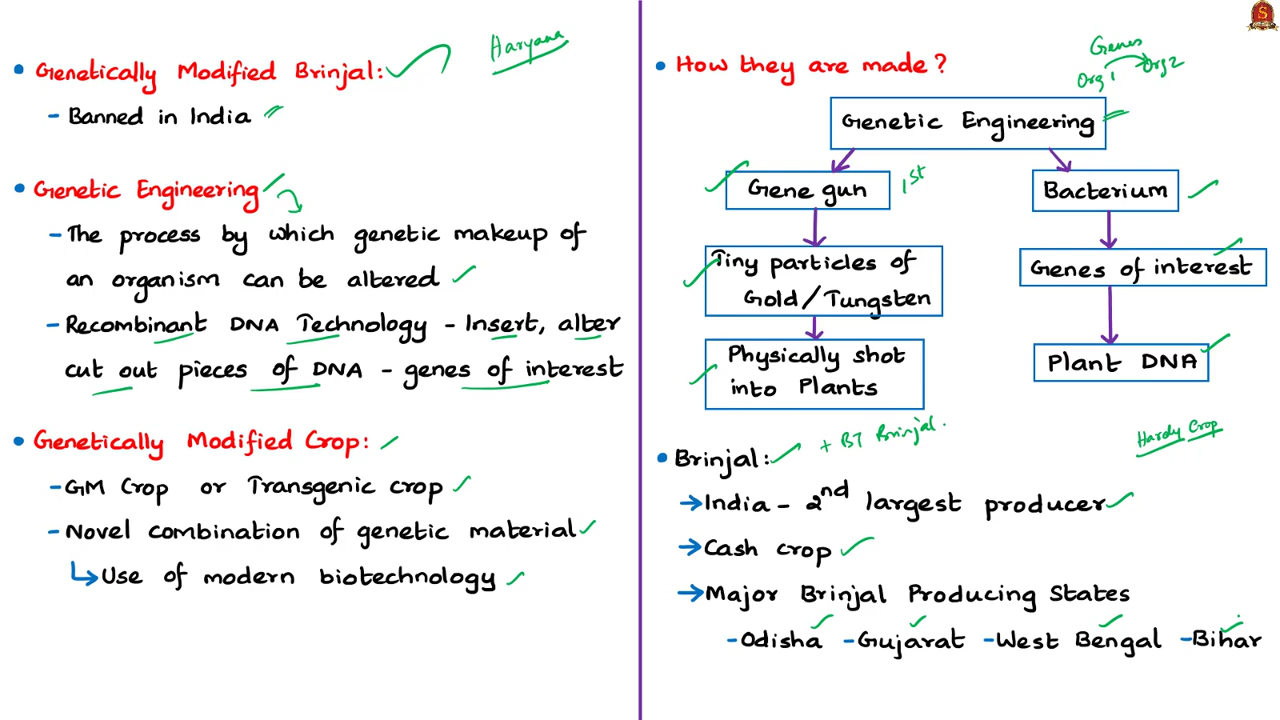 • Genetically Modified Brinjal:
Haryana
- Banned in India
• Genetic Engineering
- The process by which genetic makeup of
an organism can be altered
- Recombinant DNA Technology - Insert, alter
cut out pieces of DNA - genes of interest
• Genetically Modified Crop:
- GM Crop or Transgenic crop
- Novel combination of genetic material
↳ Use of modern biotechnology
S
• How they are made?
Genes
Org 1 → Org 2
Genetic Engineering
Gene gun
1st
Tiny particles of
Gold/Tungsten
Physically shot
into Plants
Bacterium
Genes of interest
Plant DNA
• Brinjal:
+ BT Brinjal.
Hardy Crop
→ India - 2nd largest producer
→ Cash crop
→ Major Brinjal Producing States
- Odisha - Gujarat - West Bengal - Bihar